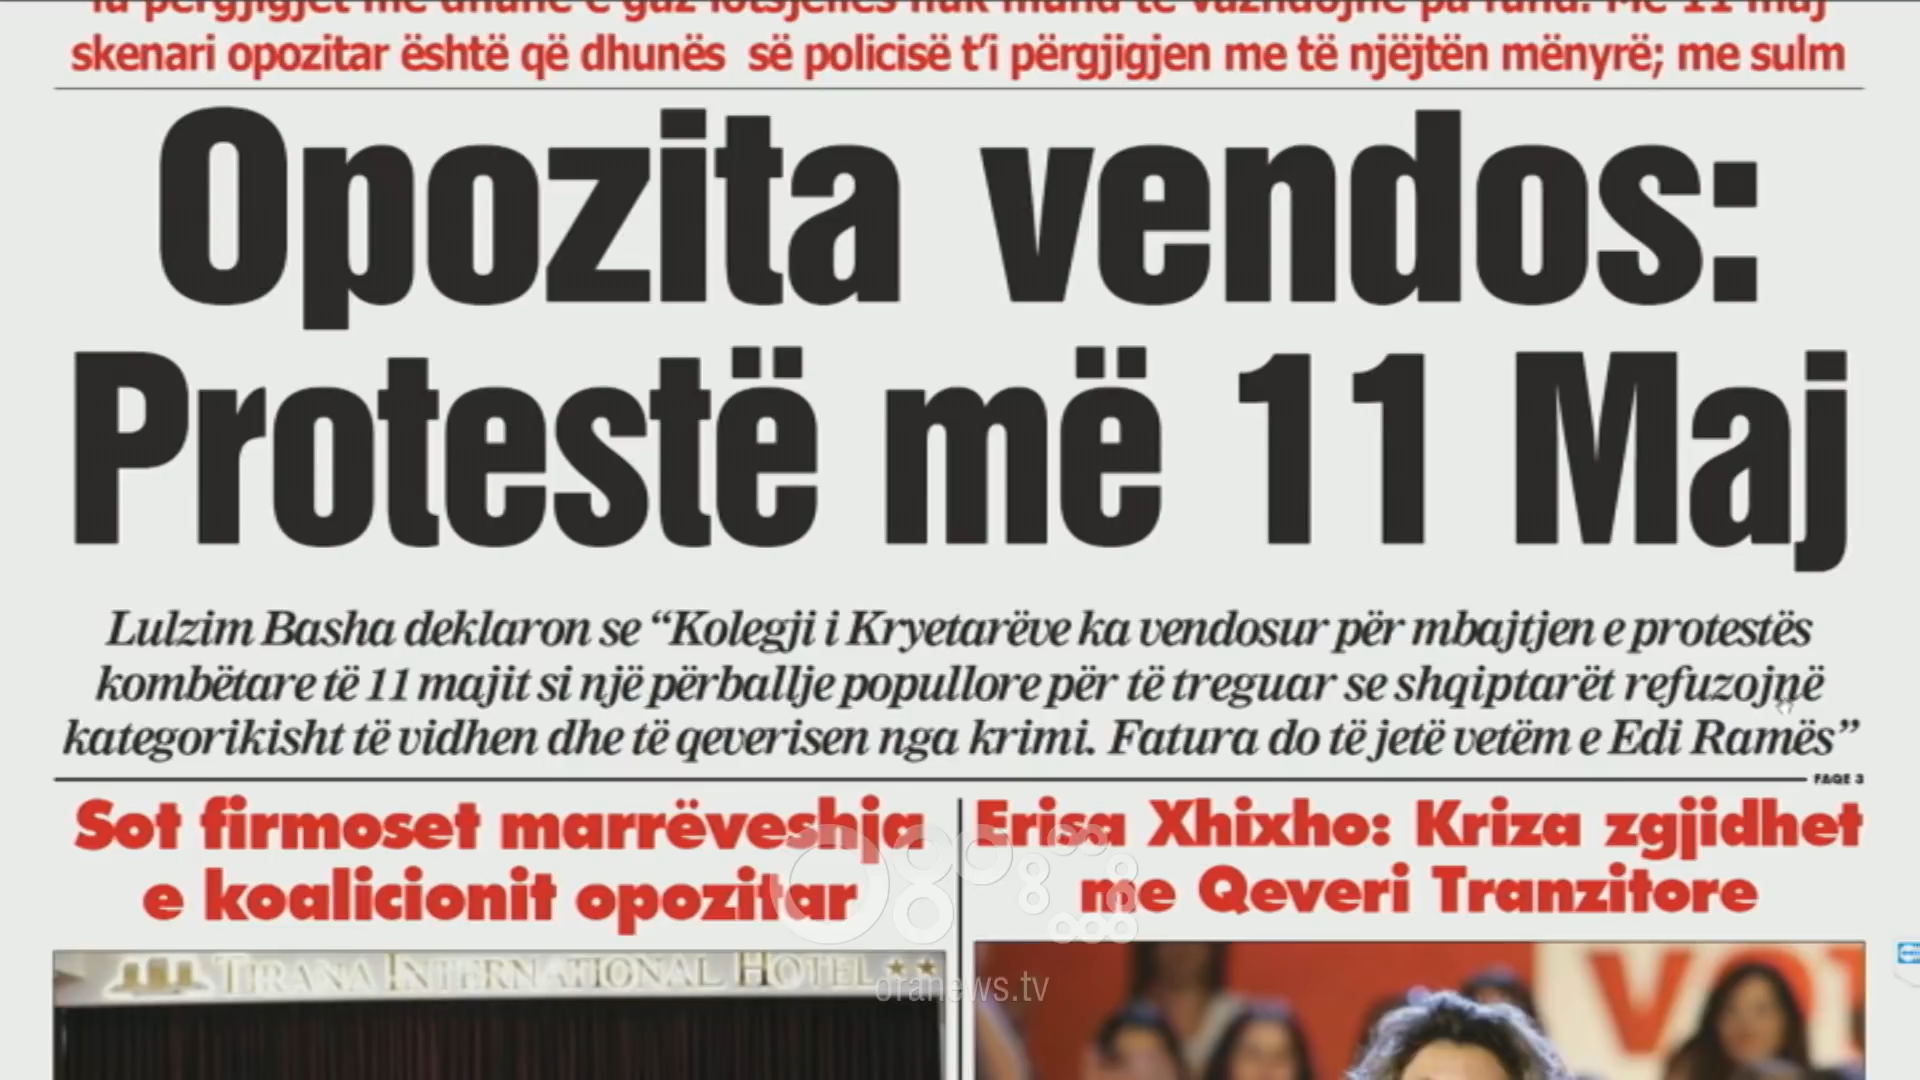 skenari opozitar është që dhunës së policisë t'i përgjigjen me të njëjtën mënyrë; me sulm
Opozita vendos:
Protestë më 11 Maj
Lulzim Basha deklaron se “Kolegji i Kryetarëve ka vendosur për mbajtjen e protestës
kombëtare të 11 majit si një përballje popullore për të treguar se shqiptarët refuzojnë
kategorikisht të vidhen dhe të qeverisen nga krimi. Fatura do të jetë vetëm e Edi Ramës”
FAQE 3
Sot firmoset marrëveshja
e koalicionit opozitar
Erisa Xhixho: Kriza zgjidhet
me Qeveri Tranzitore
TIRANA INTERNATIONAL HOTEL
oranews.tv